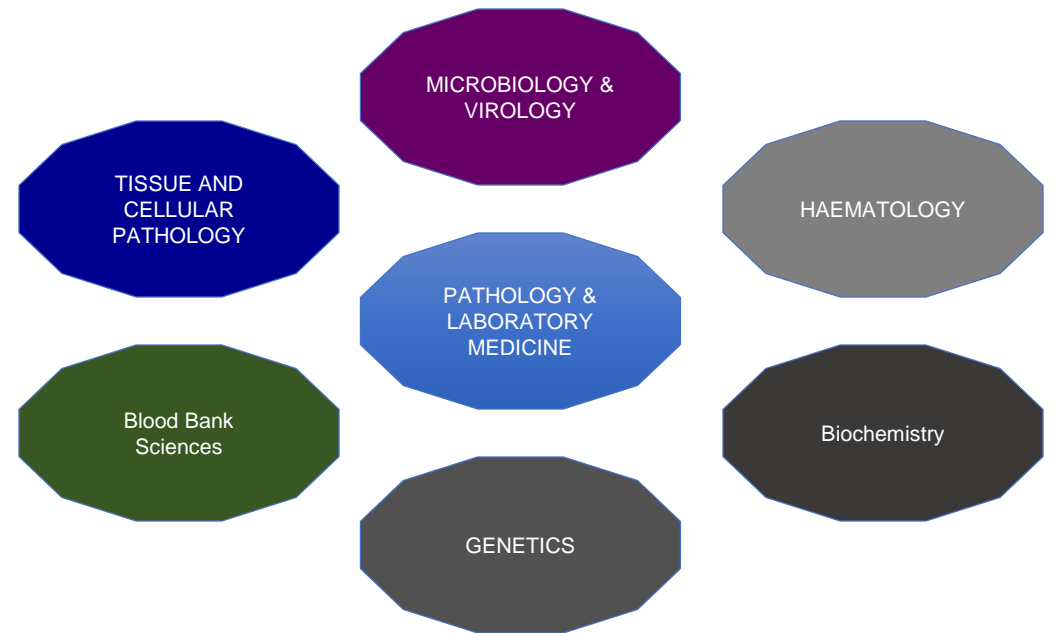 MICROBIOLOGY &
VIROLOGY
TISSUE AND
CELLULAR
PATHOLOGY
HAEMATOLOGY
PATHOLOGY &
LABORATORY
MEDICINE
Blood Bank
Sciences
Biochemistry
GENETICS